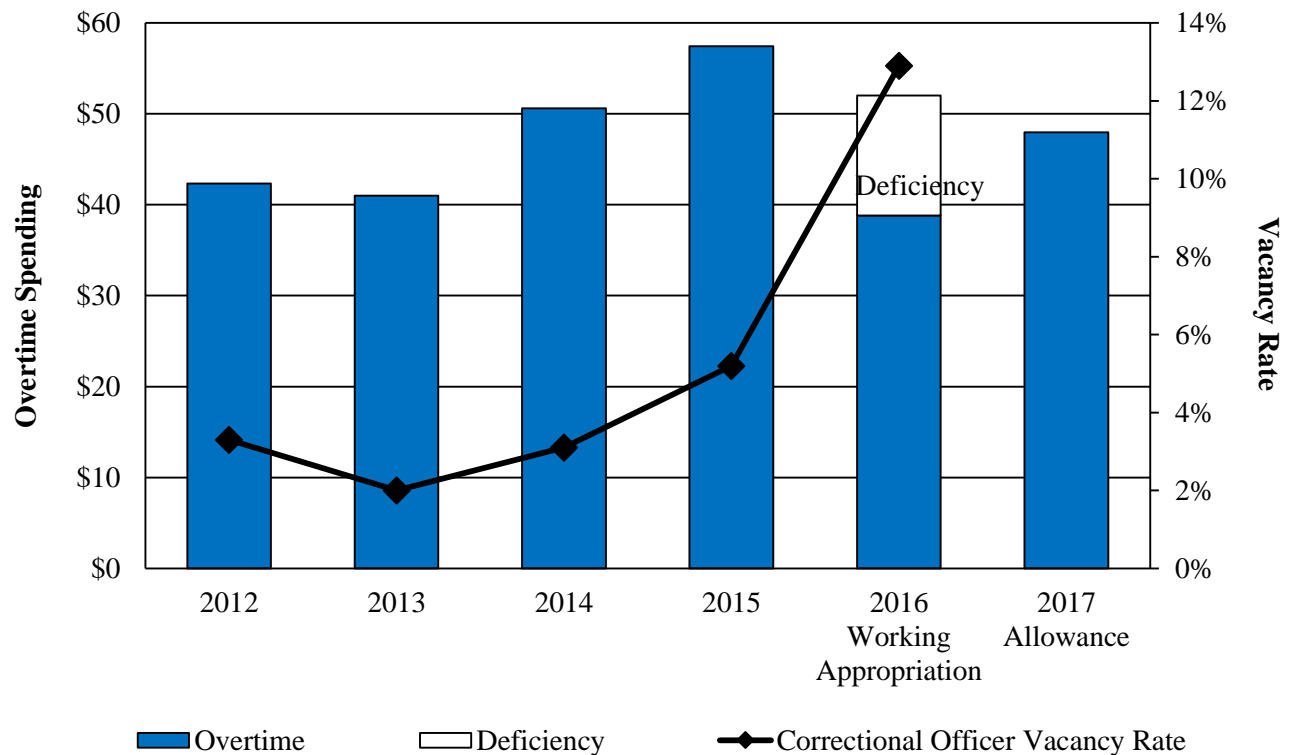 Overtime Spending
$60
$50
$40
$30
$20
$10
$0
14%
12%
10%
8%
6%
4%
2%
0%
Vacancy Rate
Deficiency
2012
2013
2014
2015
2016
Working
Appropriation
2017
Allowance
Overtime
Deficiency
Correctional Officer Vacancy Rate